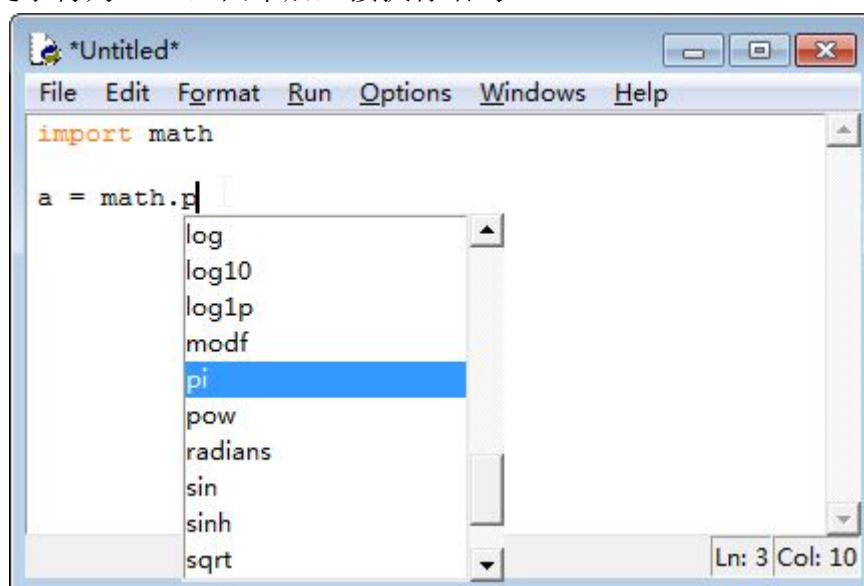 *Untitled*
File Edit Format Run Options Windows Help
import math
a = math.p
log
log10
log1p
modf
pi
pow
radians
sin
sinh
sqrt
Ln: 3 Col: 10